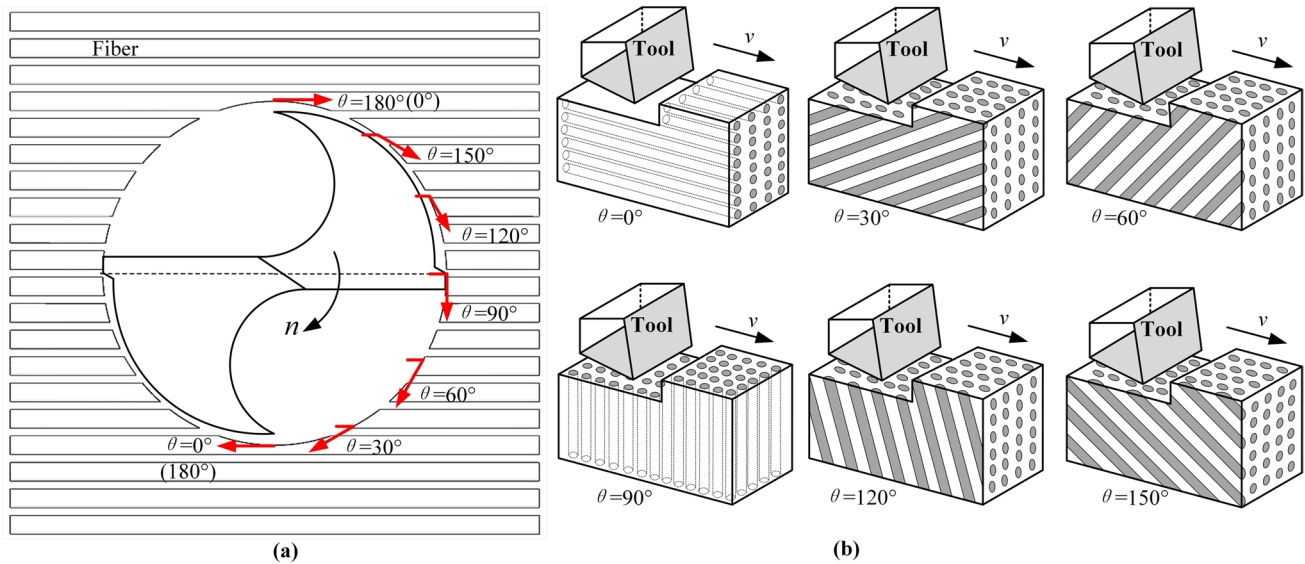 Fiber
θ=180°(0°)
θ=150°
θ=120°
θ=90°
n
θ=60°
θ=0°
θ=30°
(180°)
(a)
Tool
v
θ=0°
Tool
v
θ=30°
Tool
v
θ=60°
Tool
v
θ=90°
Tool
v
θ=120°
Tool
v
θ=150°
(b)